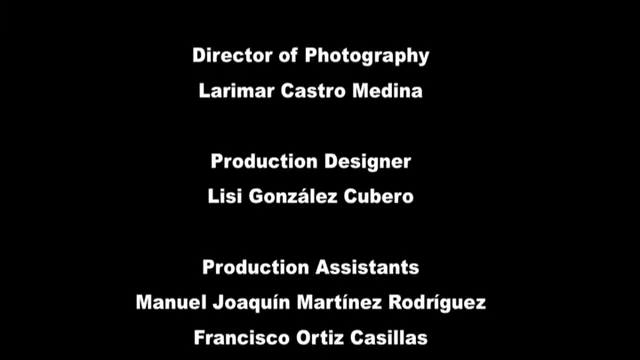 Director of Photography
Larimar Castro Medina
Production Designer
Lisi González Cubero
Production Assistants
Manuel Joaquín Martínez Rodríguez
Francisco Ortiz Casillas